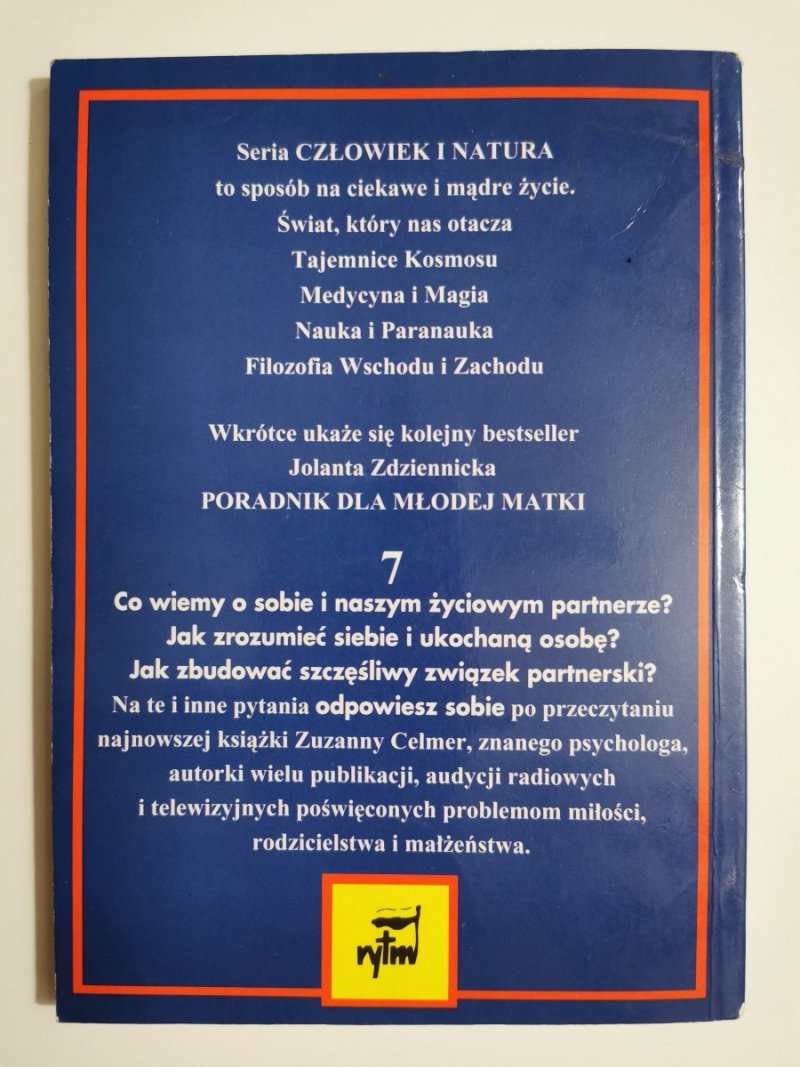 Seria CZŁOWIEK I NATURA
to sposób na ciekawe i mądre życie.
Świat, który nas otacza
Tajemnice Kosmosu
Medycyna i Magia
Nauka i Paranauka
Filozofia Wschodu i Zachodu
Wkrótce ukaże się kolejny bestseller
Jolanta Zdziennicka
PORADNIK DLA MŁODEJ MATKI
7
Co wiemy o sobie i naszym życiowym partnerze?
Jak zrozumieć siebie i ukochaną osobę?
Jak zbudować szczęśliwy związek partnerski?
Na te i inne pytania odpowiesz sobie po przeczytaniu
najnowszej książki Zuzanny Celmer, znanego psychologa,
autorki wielu publikacji, audycji radiowych
i telewizyjnych poświęconych problemom miłości,
rodzicielstwa i małżeństwa.
rytm